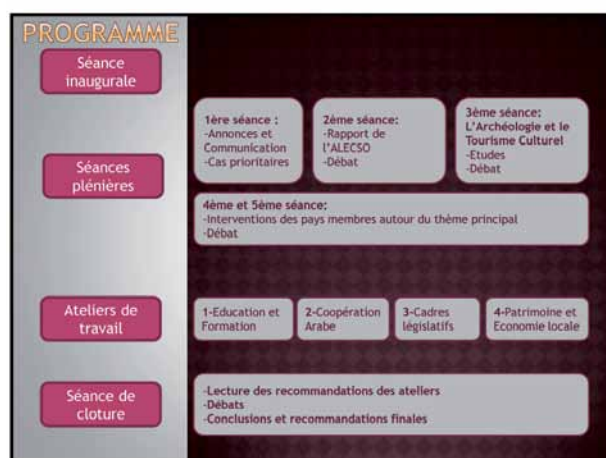 PROGRAMME
Séance
inaugurale
Séances
plénières
1ère séance :
-Annonces et
Communication
-Cas prioritaires
2ème séance:
-Rapport de
l'ALECSO
-Débat
3ème séance:
L'Archéologie et le
Tourisme Culturel
-Etudes
-Débat
4ème et 5ème séance:
-Interventions des pays membres autour du thème principal
-Débat
Ateliers de
travail
1-Education et
Formation
2-Coopération
Arabe
3-Cadres
législatifs
4-Patrimoine et
Economie locale
Séance de
cloture
-Lecture des recommandations des ateliers
-Débats
-Conclusions et recommandations finales